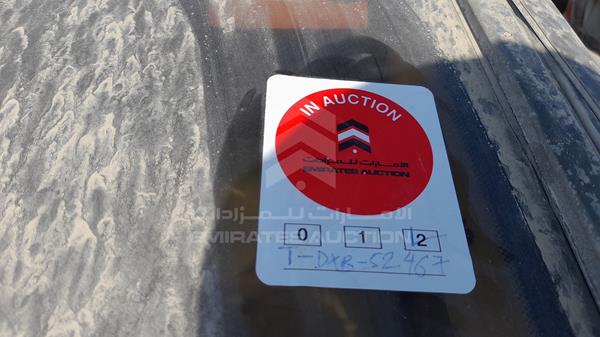 IN AUCTION
الامارات للمزادات
EMIRATES AUCTION
الامارات للمزادات
EMIRATES AUCTION
0 1 2
T-DXB-52467